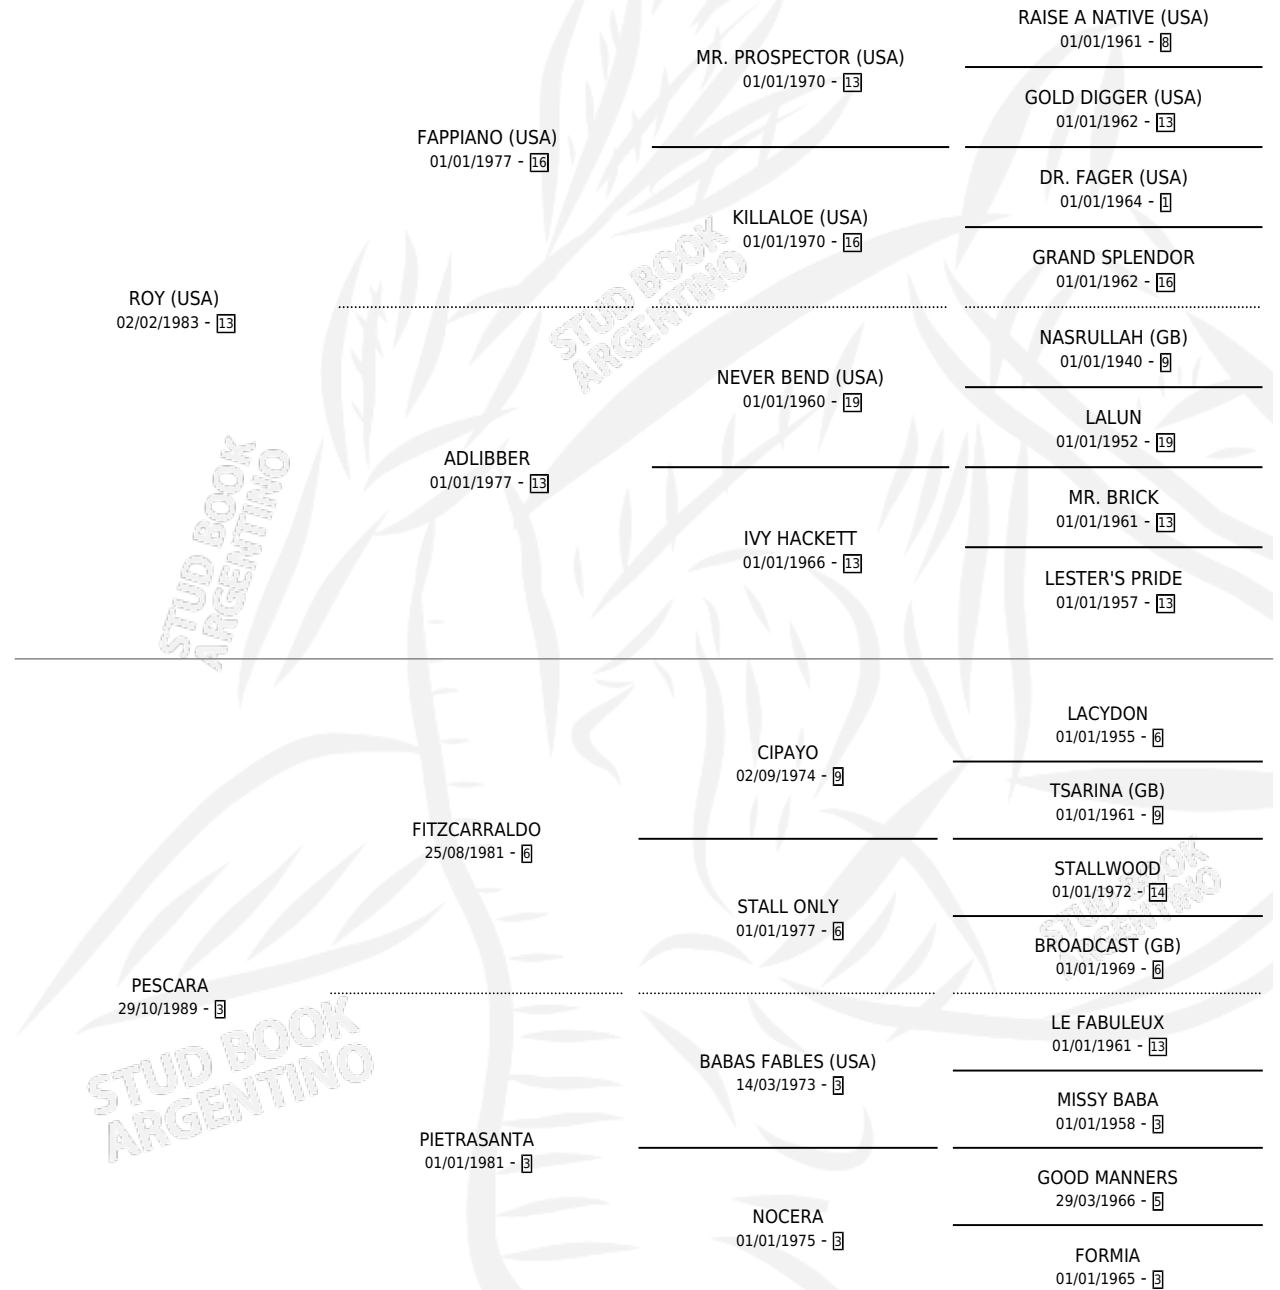 RAISE A NATIVE (USA)
01/01/1961 - 8
MR. PROSPECTOR (USA)
01/01/1970 - 13
GOLD DIGGER (USA)
01/01/1962 - 13
FAPPIANO (USA)
01/01/1977 - 16
DR. FAGER (USA)
01/01/1964 - 1
KILLALOE (USA)
01/01/1970 - 16
GRAND SPLENDOR
01/01/1962 - 16
ROY (USA)
02/02/1983 - 13
NASRULLAH (GB)
01/01/1940 - 9
NEVER BEND (USA)
01/01/1960 - 19
LALUN
01/01/1952 - 19
ADLIBBER
01/01/1977 - 13
MR. BRICK
01/01/1961 - 13
IVY HACKETT
01/01/1966 - 13
LESTER'S PRIDE
01/01/1957 - 13
LACYDON
01/01/1955 - 6
CIPAYO
02/09/1974 - 9
TSARINA (GB)
01/01/1961 - 9
FITZCARRALDO
25/08/1981 - 6
STALLWOOD
01/01/1972 - 14
STALL ONLY
01/01/1977 - 6
BROADCAST (GB)
01/01/1969 - 6
PESCARA
29/10/1989 - 3
LE FABULEUX
01/01/1961 - 13
BABAS FABLES (USA)
14/03/1973 - 3
MISSY BABA
01/01/1958 - 3
PIETRASANTA
01/01/1981 - 3
GOOD MANNERS
29/03/1966 - 5
NOCERA
01/01/1975 - 3
FORMIA
01/01/1965 - 3
STUD BOOK
ARGENTINO
STUD BOOK
ARGENTINO
STUD BOOK
ARGENTINO
STUD BOOK
ARGENTINO